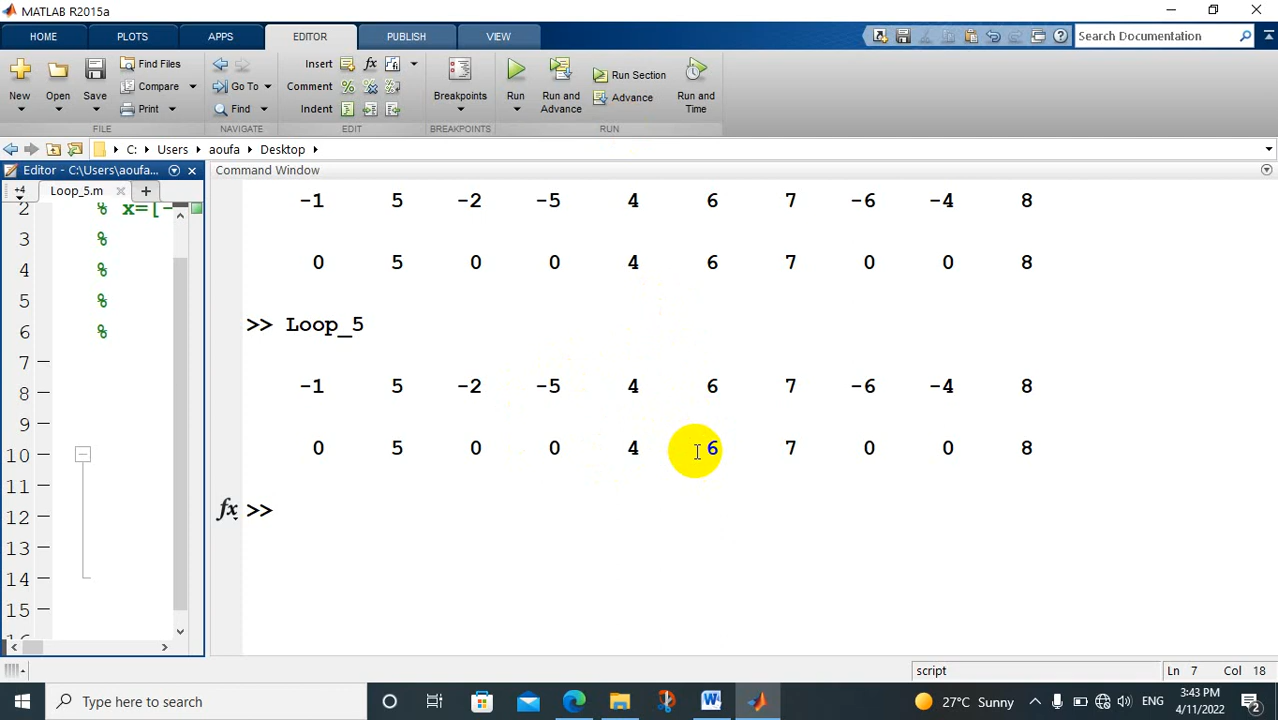 MATLAB R2015a
HOME PLOTS APPS EDITOR PUBLISH VIEW Search Documentation
New Open Save Find Files Compare Print Go To Find Insert fx Comment Indent Breakpoints Run Run and Advance Run Section Advance Run and Time
FILE NAVIGATE EDIT BREAKPOINTS RUN
C: Users aoufa Desktop
Editor - C:\Users\aoufa... Command Window
+4 Loop_5.m
2 % x=[-
3 %
4 %
5 %
6 %
7
8
9
10
11
12
13
14
15
16
-1 5 -2 -5 4 6 7 -6 -4 8
0 5 0 0 4 6 7 0 0 8
>> Loop_5
-1 5 -2 -5 4 6 7 -6 -4 8
0 5 0 0 4 6 7 0 0 8
fx >>
script Ln 7 Col 18
Type here to search 27°C Sunny ENG 3:43 PM 4/11/2022 2